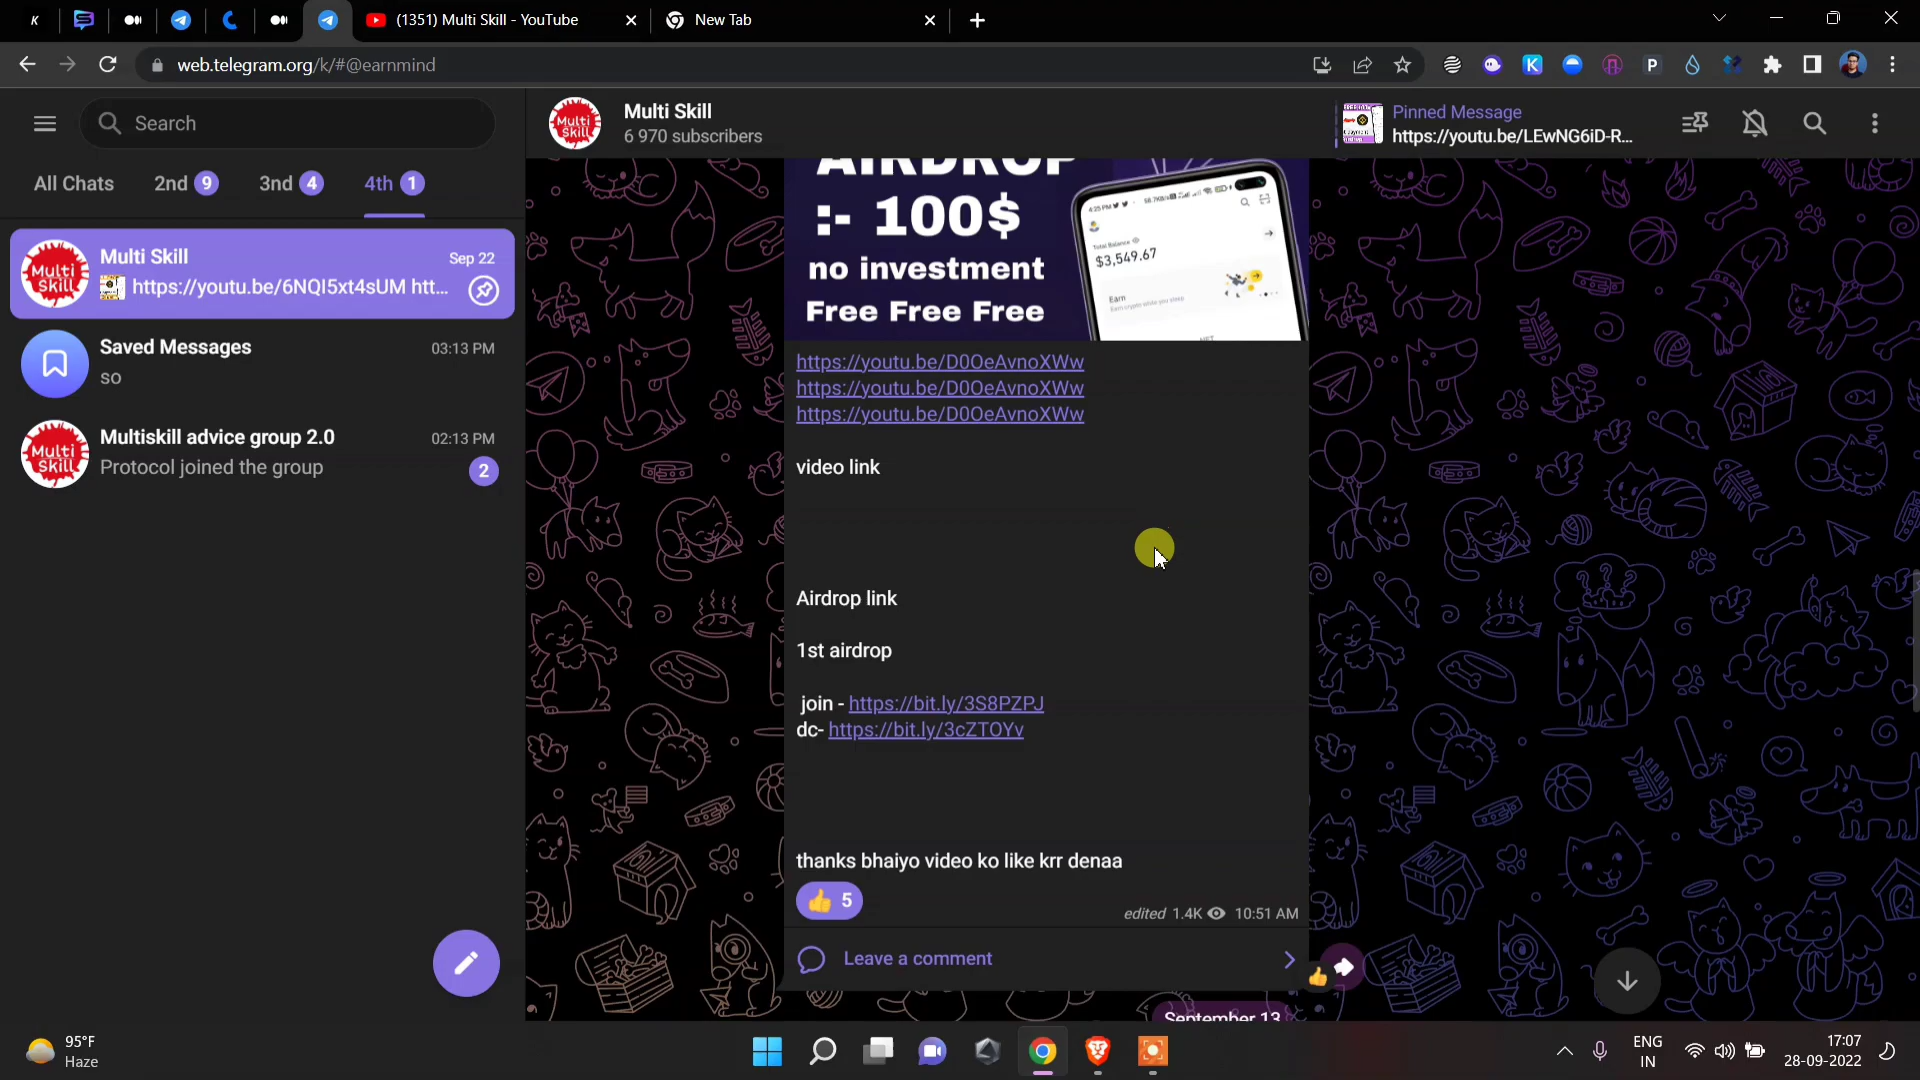 (1351) Multi Skill - YouTube
New Tab
web.telegram.org/k/#@earnmind
Search
All Chats
2nd 9
3nd 4
4th 1
Multi Skill
Sep 22
https://youtu.be/6NQI5xt4sUM htt...
Saved Messages
03:13 PM
so
Multiskill advice group 2.0
02:13 PM
Protocol joined the group
2
Multi Skill
6 970 subscribers
Pinned Message
https://youtu.be/LEwNG6iD-R...
AIRDROP
:- 100$
no investment
Free Free Free
Total Balance
$3,549.67
Earn
https://youtu.be/D0OeAvnoXWw
https://youtu.be/D0OeAvnoXWw
https://youtu.be/D0OeAvnoXWw
video link
Airdrop link
1st airdrop
join - https://bit.ly/3S8PZPJ
dc- https://bit.ly/3cZTOYv
thanks bhaiyo video ko like krr denaa
5
edited 1.4K 10:51 AM
Leave a comment
September 13
95°F
Haze
ENG
IN
17:07
28-09-2022